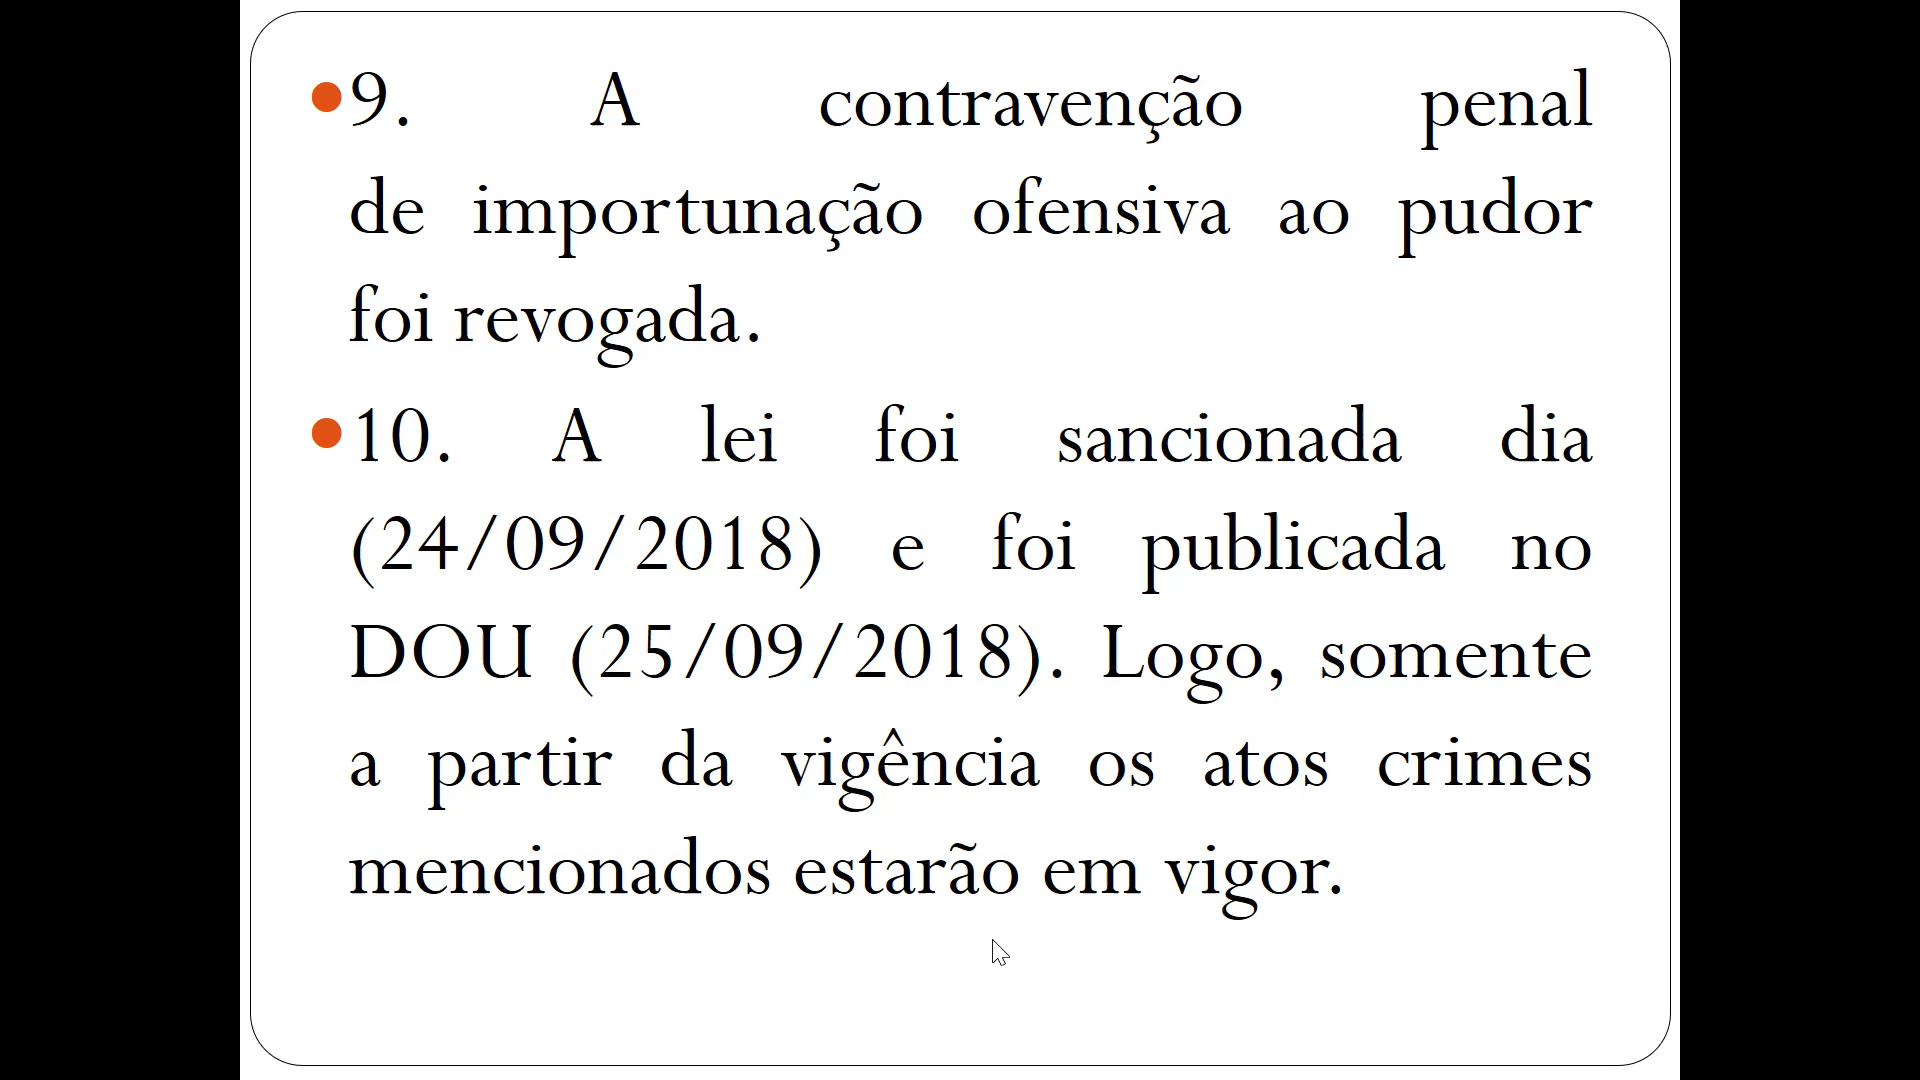 9. A contravenção penal
de importunação ofensiva ao pudor
foi revogada.
10. A lei foi sancionada dia
(24/09/2018) e foi publicada no
DOU (25/09/2018). Logo, somente
a partir da vigência os atos crimes
mencionados estarão em vigor.